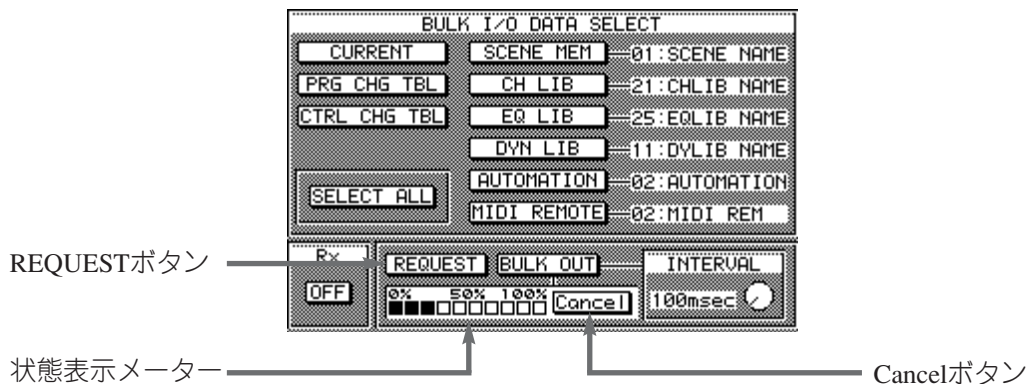 BULK I/O DATA SELECT
CURRENT SCENE MEM 01:SCENE NAME
PRG CHG TBL CH LIB 21:CHLIB NAME
CTRL CHG TBL EQ LIB 25:EQLIB NAME
DYN LIB 11:DYLIB NAME
SELECT ALL AUTOMATION 02:AUTOMATION
MIDI REMOTE 02:MIDI REM
REQUESTボタン Rx REQUEST BULK OUT INTERVAL
OFF 0% 50% 100% Cancel 100msec
状態表示メーター Cancelボタン